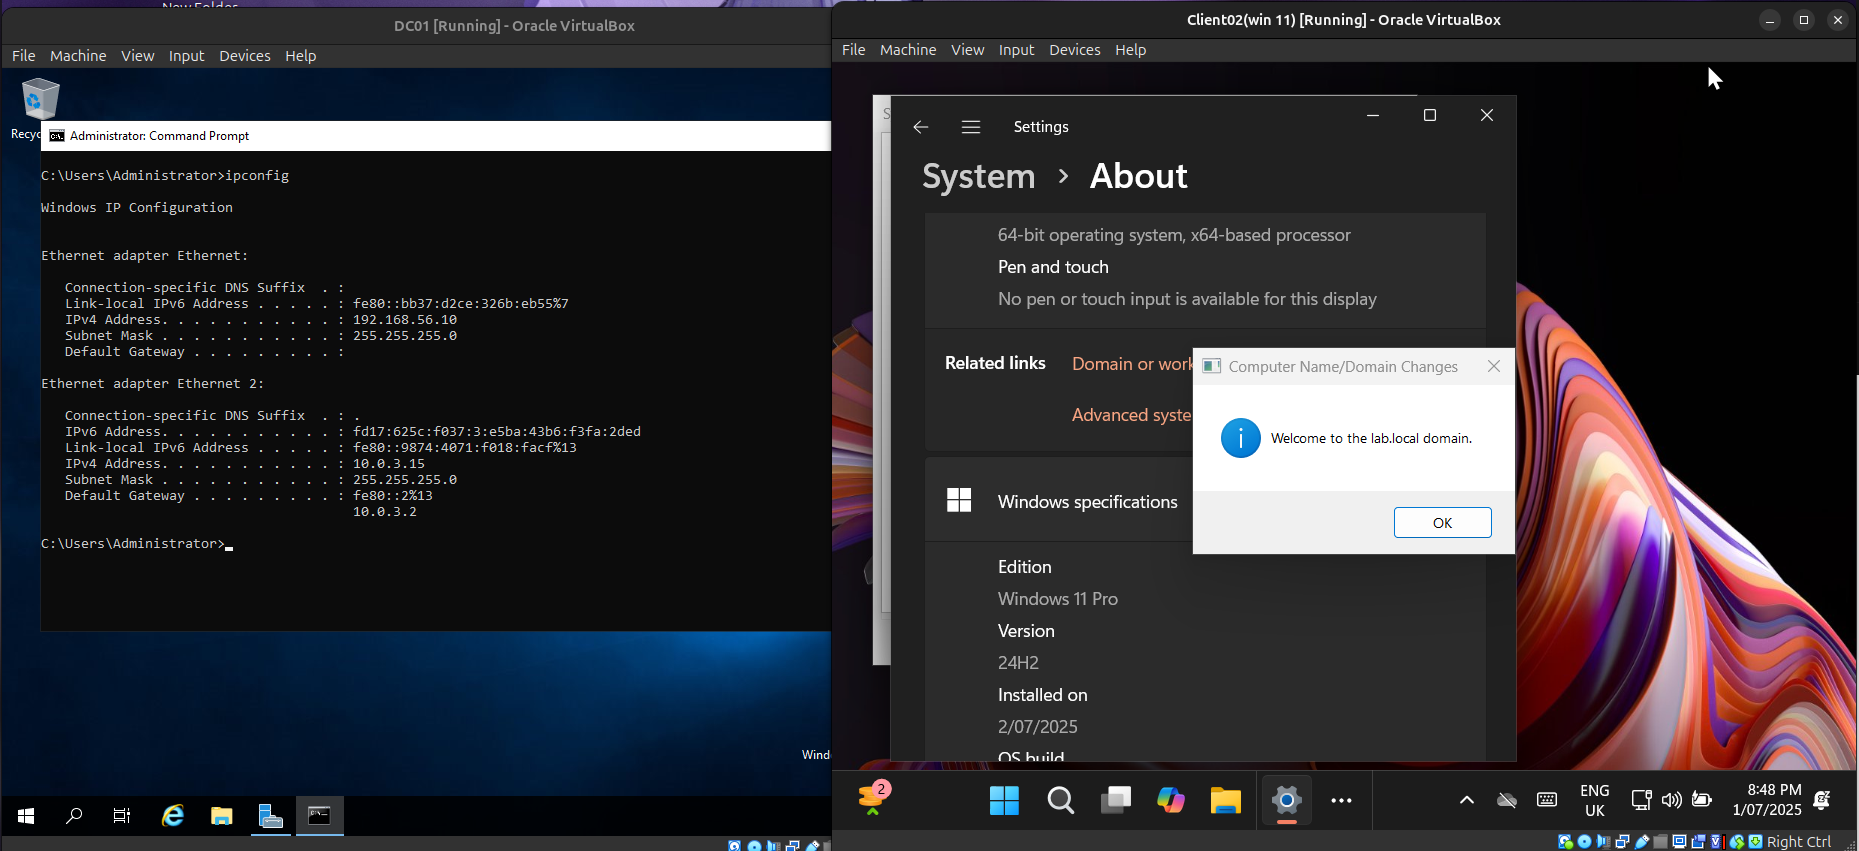 New Folder
DC01 [Running] - Oracle VirtualBox
File Machine View Input Devices Help
Administrator: Command Prompt
C:\Users\Administrator>ipconfig
Windows IP Configuration
Ethernet adapter Ethernet:
Connection-specific DNS Suffix . :
Link-local IPv6 Address . . . . . : fe80::bb37:d2ce:326b:eb55%7
IPv4 Address. . . . . . . . . . . : 192.168.56.10
Subnet Mask . . . . . . . . . . . : 255.255.255.0
Default Gateway . . . . . . . . . :
Ethernet adapter Ethernet 2:
Connection-specific DNS Suffix . : .
IPv6 Address. . . . . . . . . . . : fd17:625c:f037:3:e5ba:43b6:f3fa:2ded
Link-local IPv6 Address . . . . . : fe80::9874:4071:f018:facf%13
IPv4 Address. . . . . . . . . . . : 10.0.3.15
Subnet Mask . . . . . . . . . . . : 255.255.255.0
Default Gateway . . . . . . . . . : fe80::2%13
10.0.3.2
C:\Users\Administrator>
Recyc
Wind
Client02(win 11) [Running] - Oracle VirtualBox
File Machine View Input Devices Help
S
Settings
System > About
64-bit operating system, x64-based processor
Pen and touch
No pen or touch input is available for this display
Related links
Domain or work
Advanced syste
Computer Name/Domain Changes
Welcome to the lab.local domain.
OK
Windows specifications
Edition
Windows 11 Pro
Version
24H2
Installed on
2/07/2025
OS build
2
ENG
UK
8:48 PM
1/07/2025
Right Ctrl